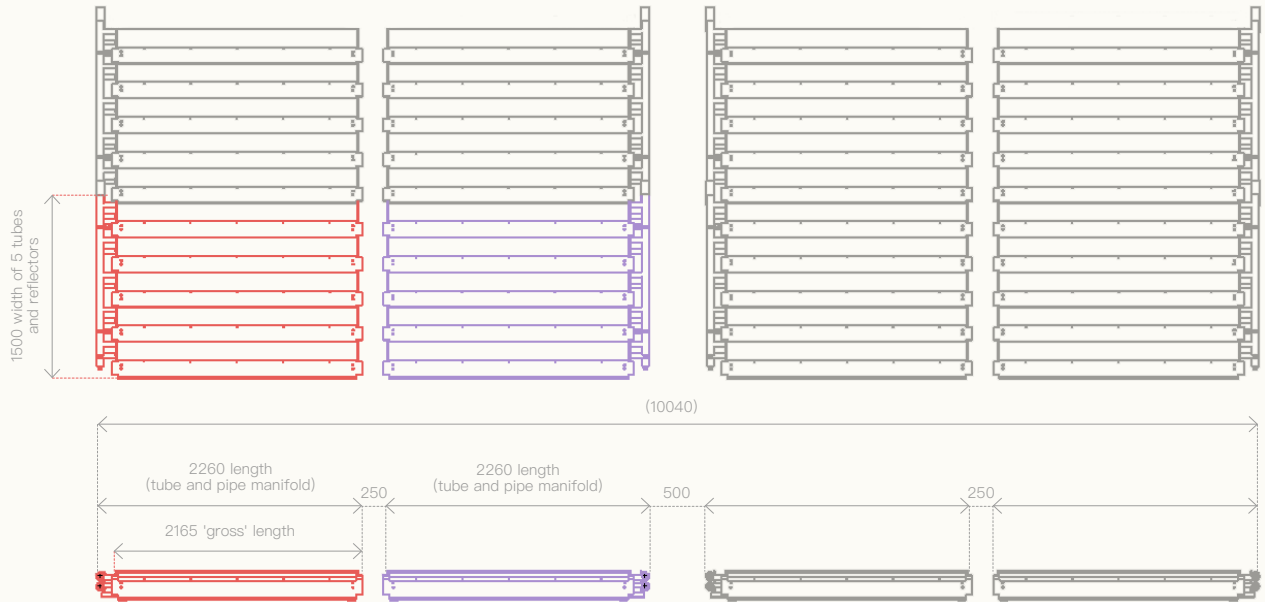 1500 width of 5 tubes
and reflectors
(10040)
2260 length
(tube and pipe manifold)
250
2260 length
(tube and pipe manifold)
500
250
2165 'gross' length